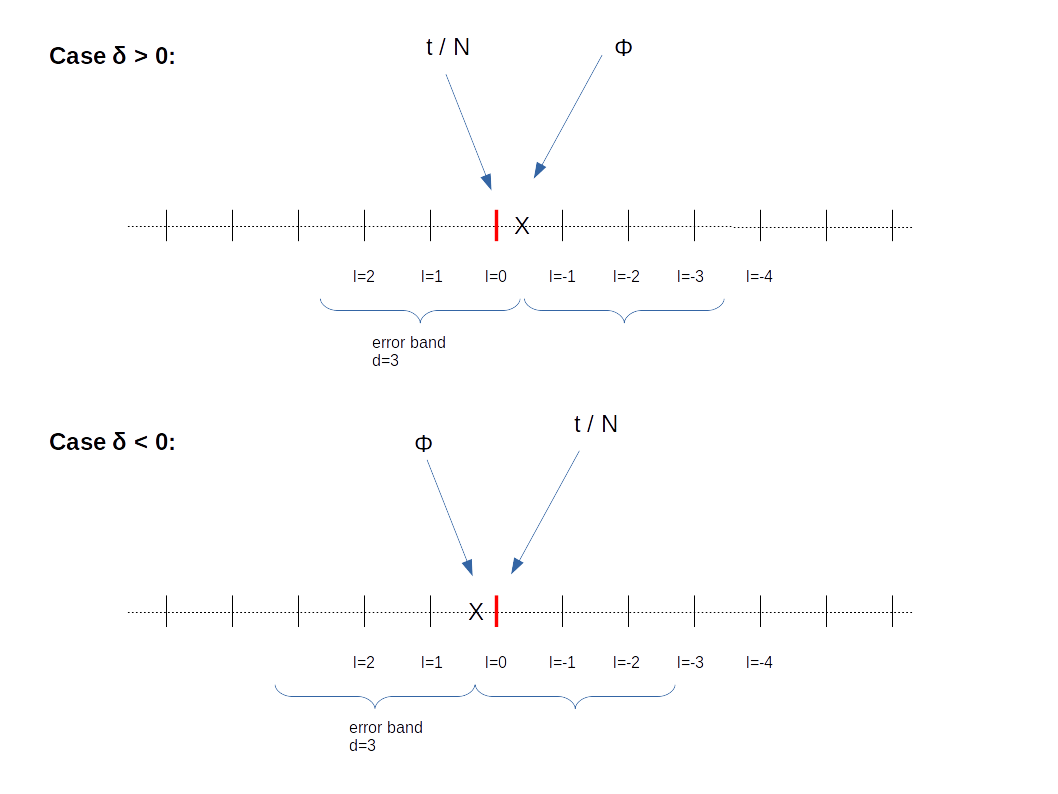 Case δ > 0:
t / N
Φ
X
l=2 l=1 l=0 l=-1 l=-2 l=-3 l=-4
error band
d=3
Case δ < 0:
Φ
t / N
X
l=2 l=1 l=0 l=-1 l=-2 l=-3 l=-4
error band
d=3